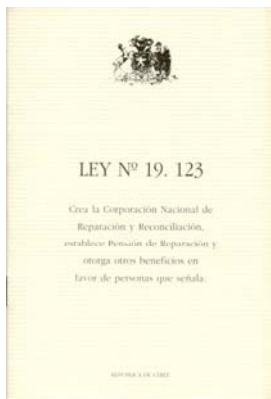 LEY Nº 19. 123
Crea la Corporación Nacional de
Reparación y Reconciliación,
establece Pensión de Reparación y
otorga otros beneficios en
favor de personas que señala.
REPUBLICA DE CHILE